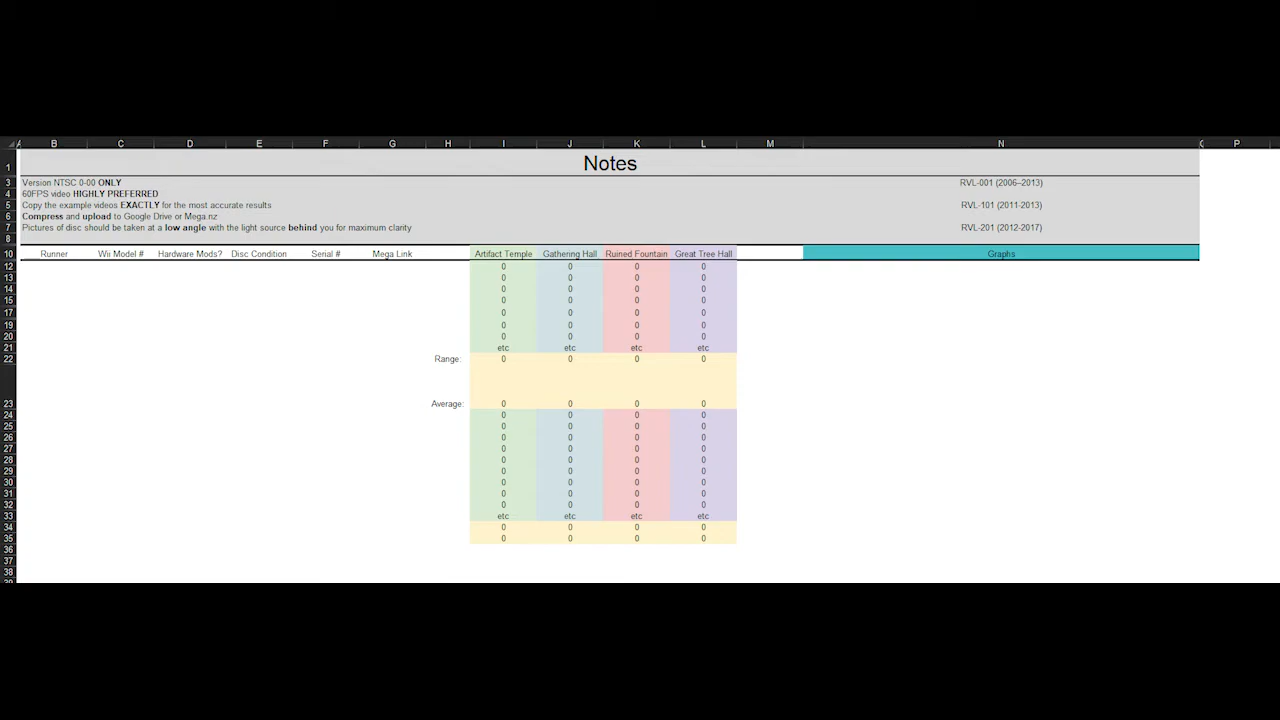 A B C D E F G H I J K L M N O P
1 Notes
3 Version NTSC 0-00 ONLY RVL-001 (2006–2013)
4 60FPS video HIGHLY PREFERRED
5 Copy the example videos EXACTLY for the most accurate results RVL-101 (2011-2013)
6 Compress and upload to Google Drive or Mega.nz
7 Pictures of disc should be taken at a low angle with the light source behind you for maximum clarity RVL-201 (2012-2017)
8
10 Runner Wii Model # Hardware Mods? Disc Condition Serial # Mega Link Artifact Temple Gathering Hall Ruined Fountain Great Tree Hall Graphs
12 0 0 0 0
13 0 0 0 0
14 0 0 0 0
15 0 0 0 0
17 0 0 0 0
19 0 0 0 0
20 0 0 0 0
21 etc etc etc etc
22 Range: 0 0 0 0
23 Average: 0 0 0 0
24 0 0 0 0
25 0 0 0 0
26 0 0 0 0
27 0 0 0 0
28 0 0 0 0
29 0 0 0 0
30 0 0 0 0
31 0 0 0 0
32 0 0 0 0
33 etc etc etc etc
34 0 0 0 0
35 0 0 0 0
36
37
38